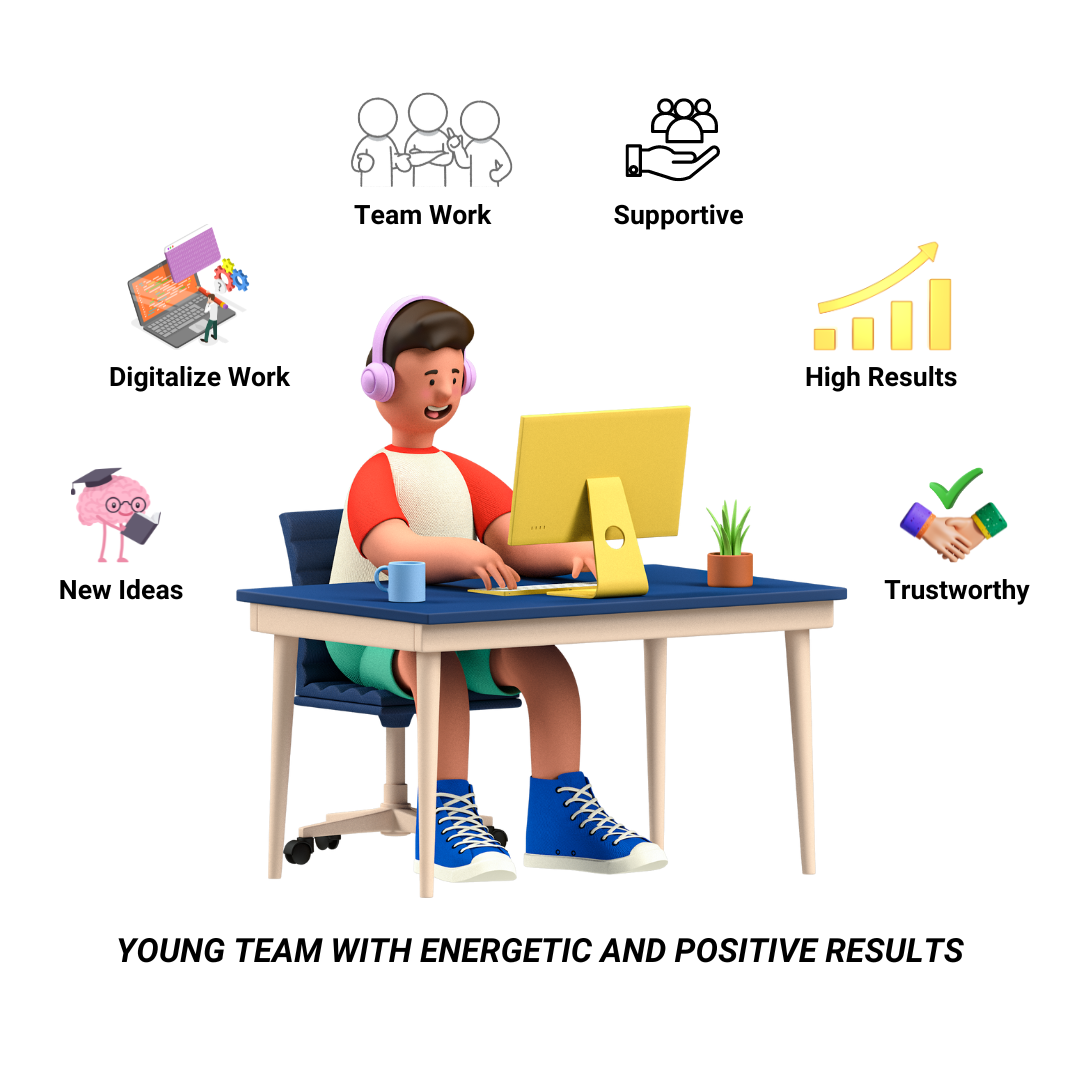 Team Work
Supportive
Digitalize Work
High Results
New Ideas
Trustworthy
YOUNG TEAM WITH ENERGETIC AND POSITIVE RESULTS